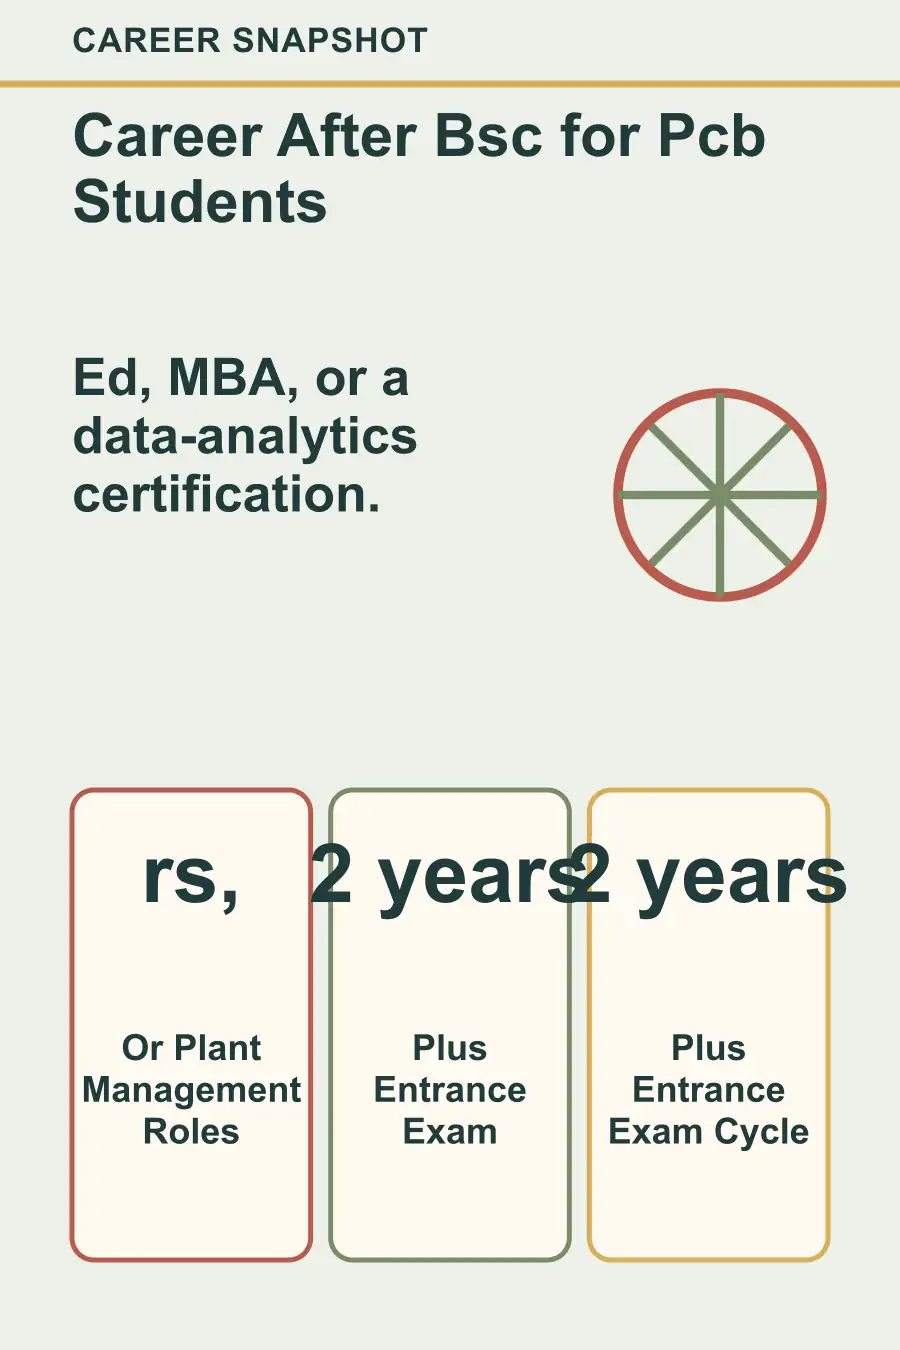 CAREER SNAPSHOT
Career After Bsc for Pcb
Students
Ed, MBA, or a
data-analytics
certification.
rs,
Or Plant
Management
Roles
2 years
Plus
Entrance
Exam
2 years
Plus
Entrance
Exam Cycle